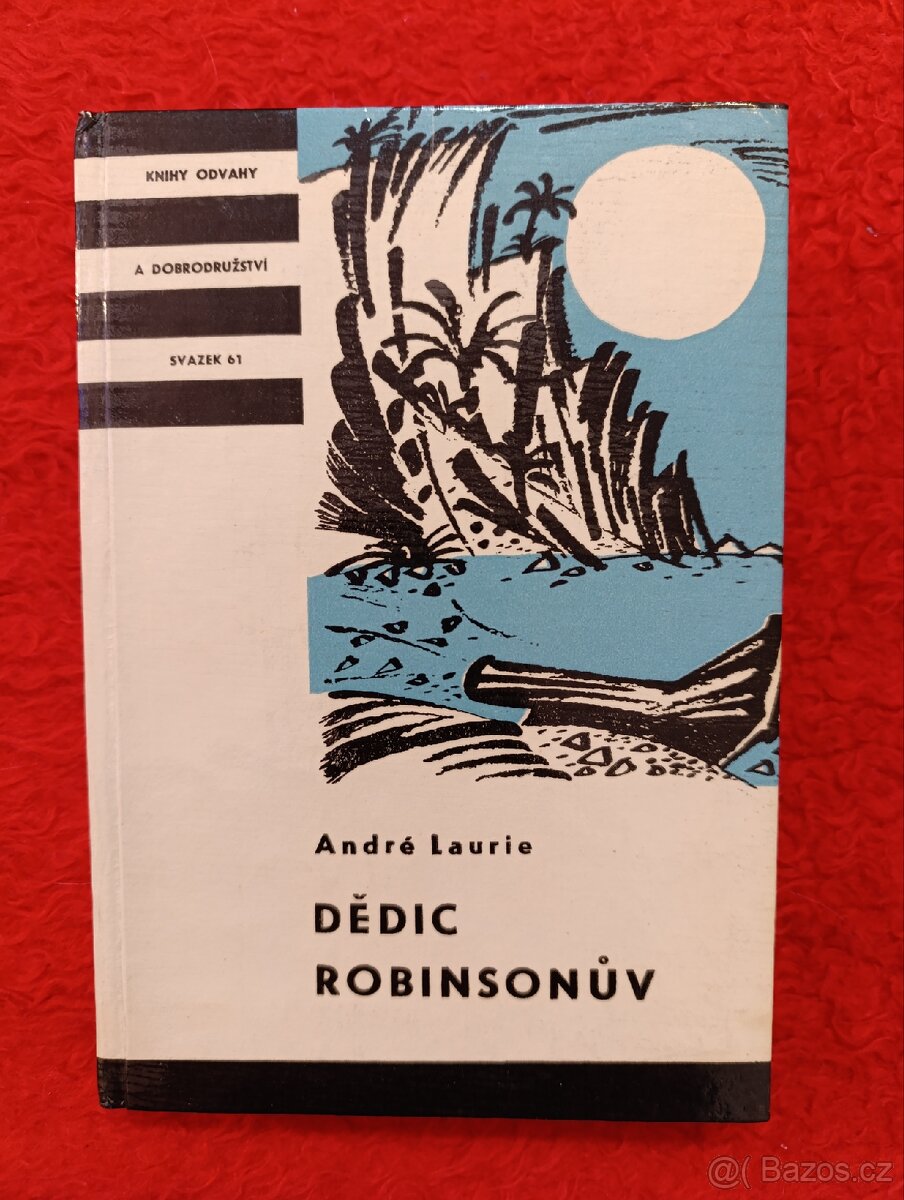 KNIHY ODVAHY
A DOBRODRUŽSTVÍ
SVAZEK 61
André Laurie
DĚDIC
ROBINSONŮV
@( Bazos.cz